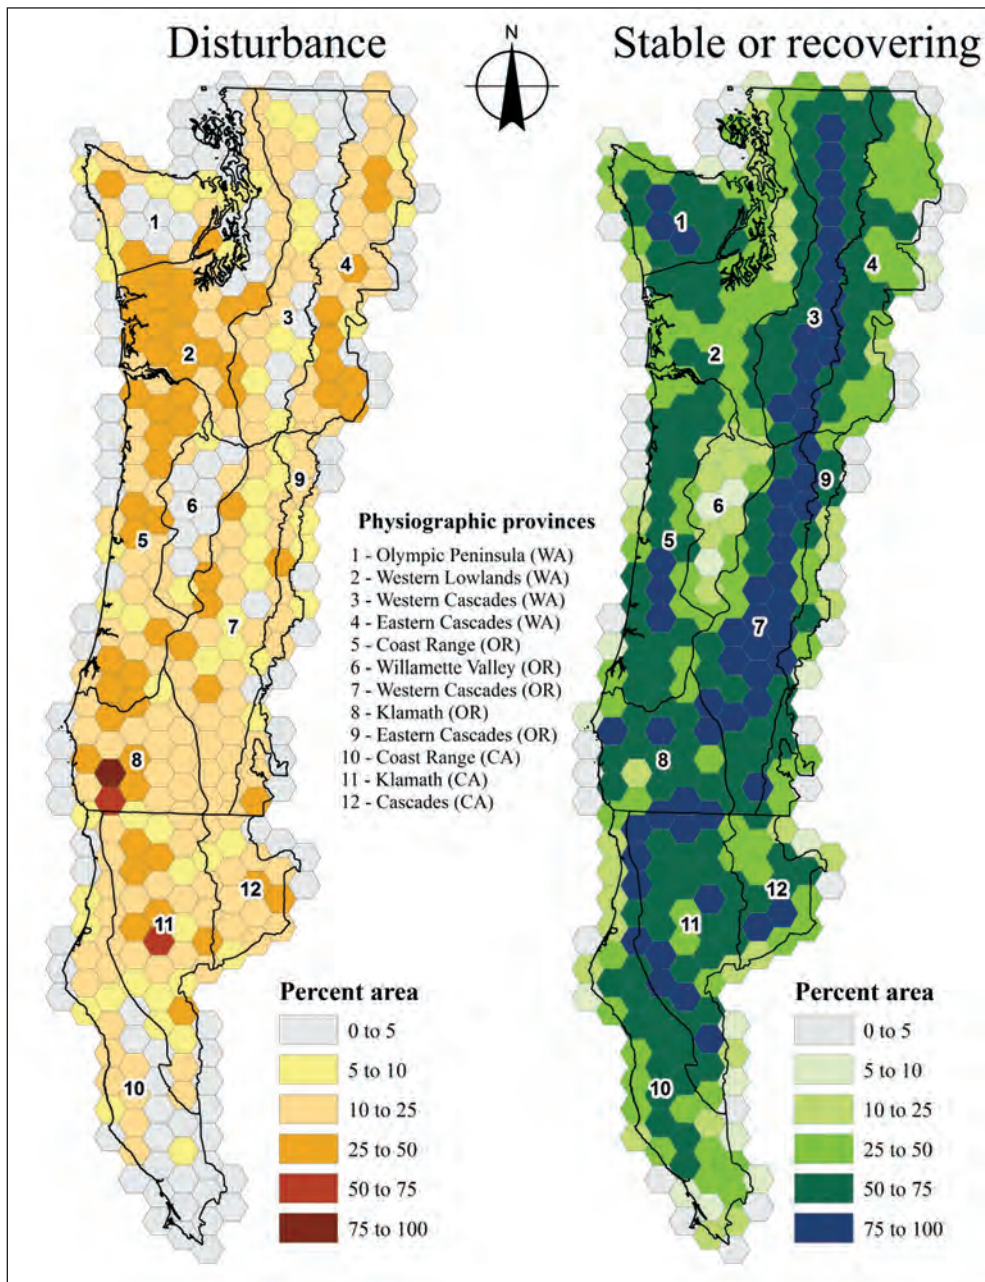 Disturbance
N
Stable or recovering
1
4
3
2
9
6
5
7
8
12
11
10
1
4
3
2
9
6
5
7
8
12
11
10
Physiographic provinces
1 - Olympic Peninsula (WA)
2 - Western Lowlands (WA)
3 - Western Cascades (WA)
4 - Eastern Cascades (WA)
5 - Coast Range (OR)
6 - Willamette Valley (OR)
7 - Western Cascades (OR)
8 - Klamath (OR)
9 - Eastern Cascades (OR)
10 - Coast Range (CA)
11 - Klamath (CA)
12 - Cascades (CA)
Percent area
0 to 5
5 to 10
10 to 25
25 to 50
50 to 75
75 to 100
Percent area
0 to 5
5 to 10
10 to 25
25 to 50
50 to 75
75 to 100